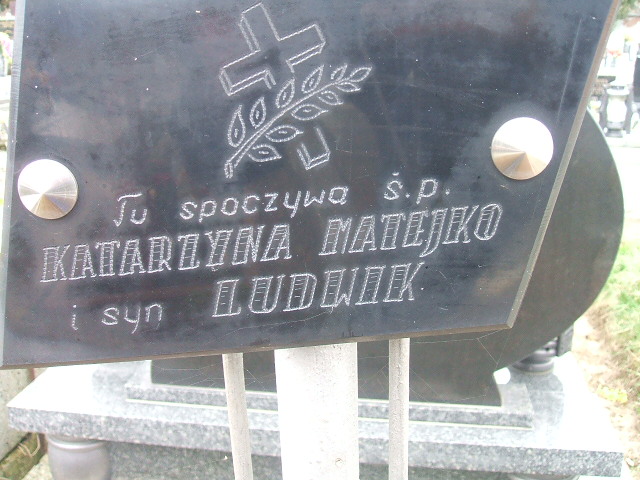 Tu spoczywa ś.p.
KATARZYNA MATEJKO
i syn LUDWIK